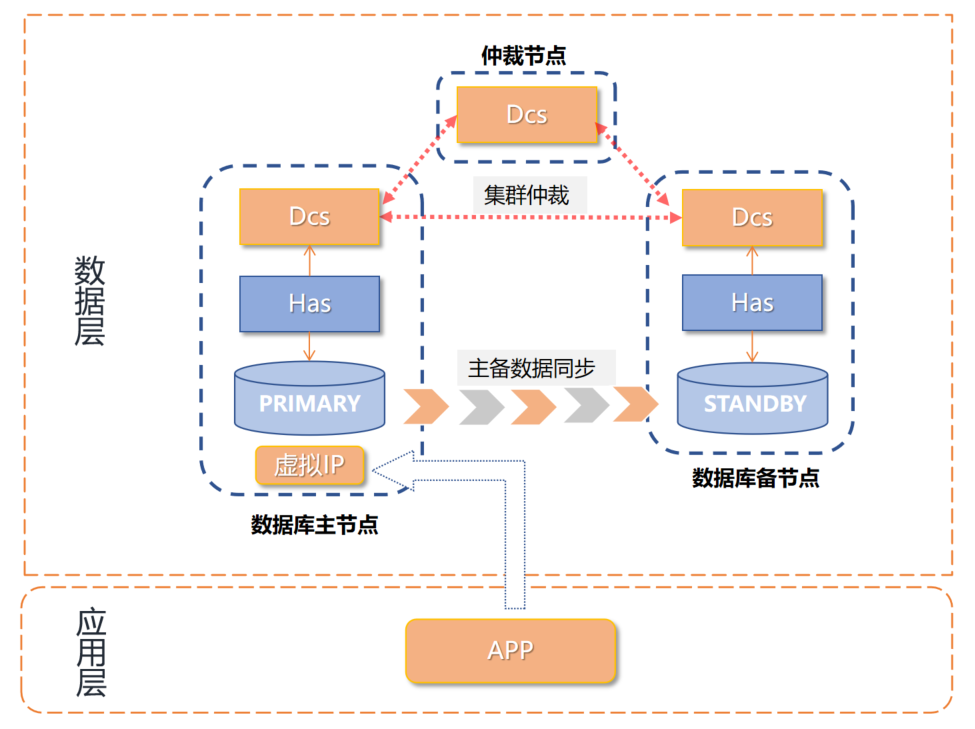 仲裁节点
Dcs
集群仲裁
Dcs
Dcs
数据层
Has
Has
主备数据同步
PRIMARY
STANDBY
虚拟IP
数据库备节点
数据库主节点
应用层
APP